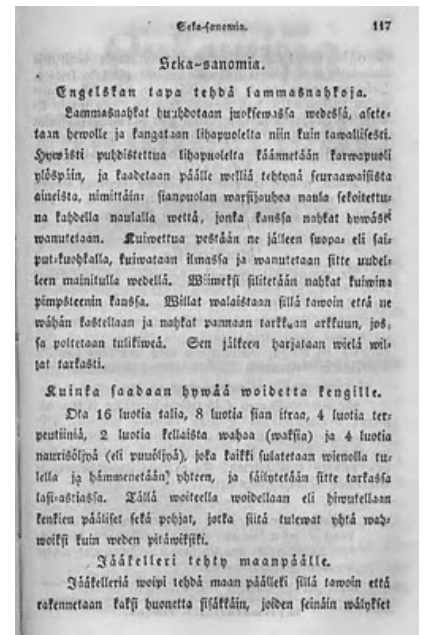 Seka-sanomia. 117
Seka-sanomia.
Engelskan tapa tehdä lammasnahkoja.
Lammasnahkat huuhdotaan juoksewassa wedessä, asete-
taan hewolle ja kangataan lihapuolelta niin kuin tawallisesti.
Hywästi puhdistettua lihapuolelta käännetään karwapuoli
ylöspäin, ja kaadetaan päälle welliä tehtynä seuraawaisista
aineista, nimittäin: sianpuolan warsijauhoa naula sekoitettu-
na kahdella naulalla wettä, jonka kanssa nahkat hywästi
wanutetaan. Kuiwettua pestään ne jälleen suopa- eli sai-
put-kuohkalla, kuiwataan ilmassa ja wanutetaan sitte uudel-
leen mainitulla wedellä. Wiimeksi silitetään nahkat kuiwina
pimpsteenin kanssa. Willat walaistaan sillä tawoin että ne
wähän kastellaan ja nahkat pannaan tarkkaan arkkuun, jos-
sa poltetaan tulikiweä. Sen jälkeen harjataan wielä wil-
lat tarkasti.
Kuinka saadaan hywää woidetta kengille.
Ota 16 luotia talia, 8 luotia sian itraa, 4 luotia ter-
peutiiniä, 2 luotia kellaista wahaa (waksia) ja 4 luotia
naurisöljyä (eli puuöljyä), joka kaikki sulatetaan wienolla tu-
lella ja hämmenetään yhteen, ja säilytetään sitte tarkassa
lasi-astiassa. Tällä woiteella woidellaan eli hiwutellaan
kenkien pääliset sekä pohjat, jotka siitä tulewat yhtä wah-
woiksi kuin weden pitäwiksiki.
Jääkelleri tehty maanpäälle.
Jääkelleriä woipi tehdä maan päälleki sillä tawoin että
rakennetaan kaksi huonetta sisäkkäin, joiden seinäin wälykset